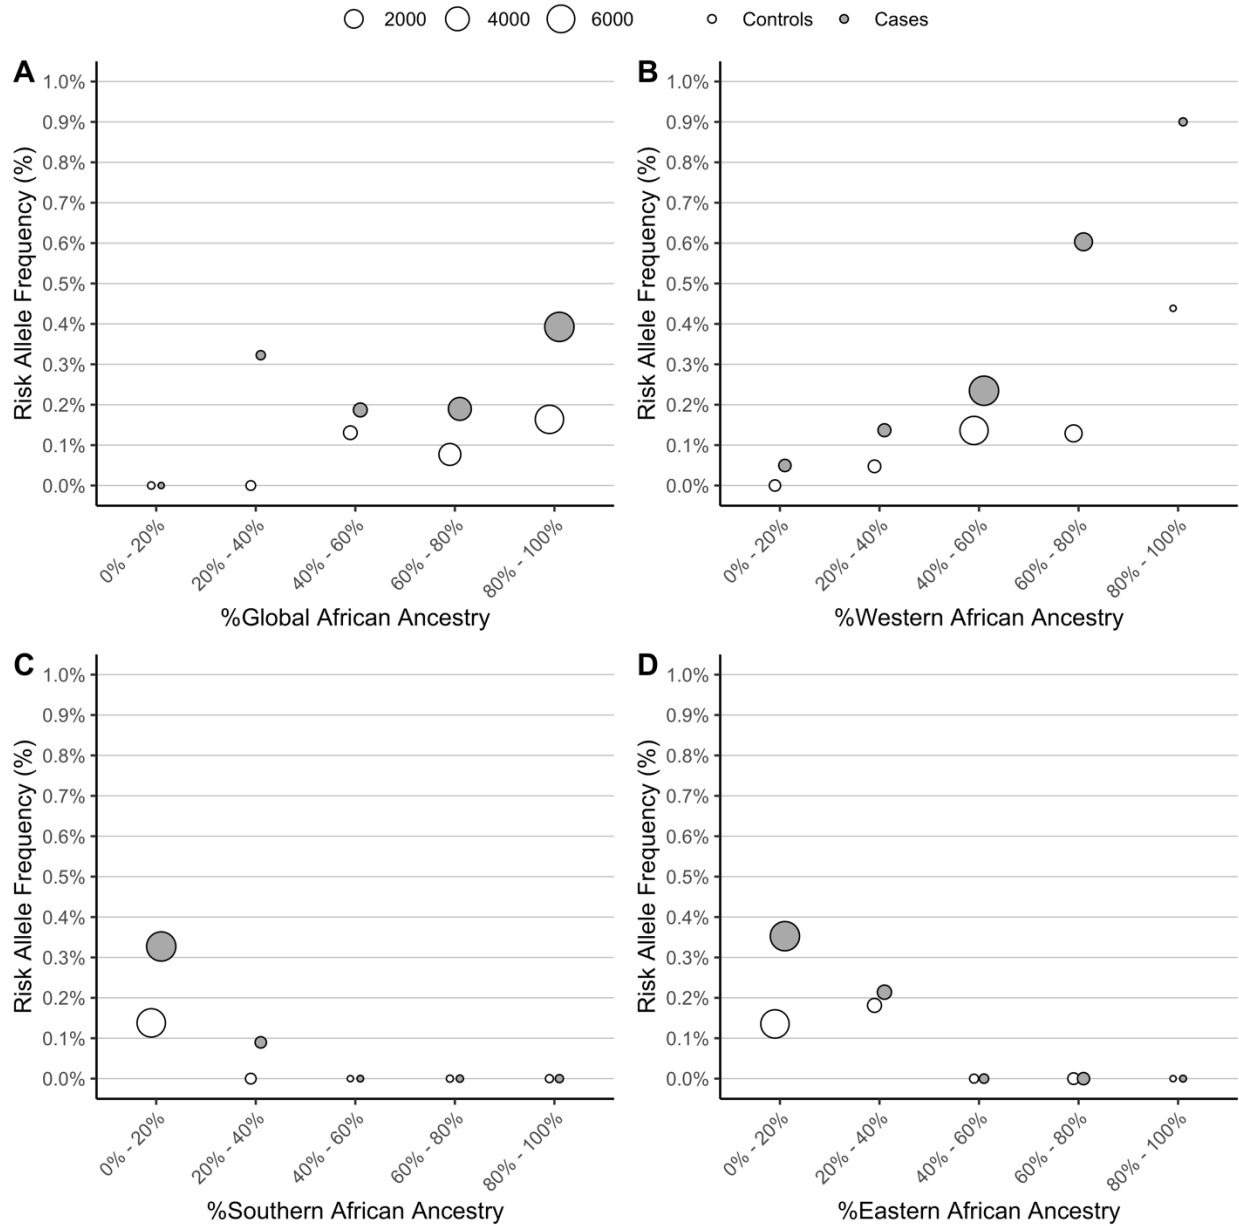 2000 4000 6000 Controls Cases
A
Risk Allele Frequency (%)
1.0%
0.9%
0.8%
0.7%
0.6%
0.5%
0.4%
0.3%
0.2%
0.1%
0.0%
0% - 20%
20% - 40%
40% - 60%
60% - 80%
80% - 100%
%Global African Ancestry
B
Risk Allele Frequency (%)
1.0%
0.9%
0.8%
0.7%
0.6%
0.5%
0.4%
0.3%
0.2%
0.1%
0.0%
0% - 20%
20% - 40%
40% - 60%
60% - 80%
80% - 100%
%Western African Ancestry
C
Risk Allele Frequency (%)
1.0%
0.9%
0.8%
0.7%
0.6%
0.5%
0.4%
0.3%
0.2%
0.1%
0.0%
0% - 20%
20% - 40%
40% - 60%
60% - 80%
80% - 100%
%Southern African Ancestry
D
Risk Allele Frequency (%)
1.0%
0.9%
0.8%
0.7%
0.6%
0.5%
0.4%
0.3%
0.2%
0.1%
0.0%
0% - 20%
20% - 40%
40% - 60%
60% - 80%
80% - 100%
%Eastern African Ancestry